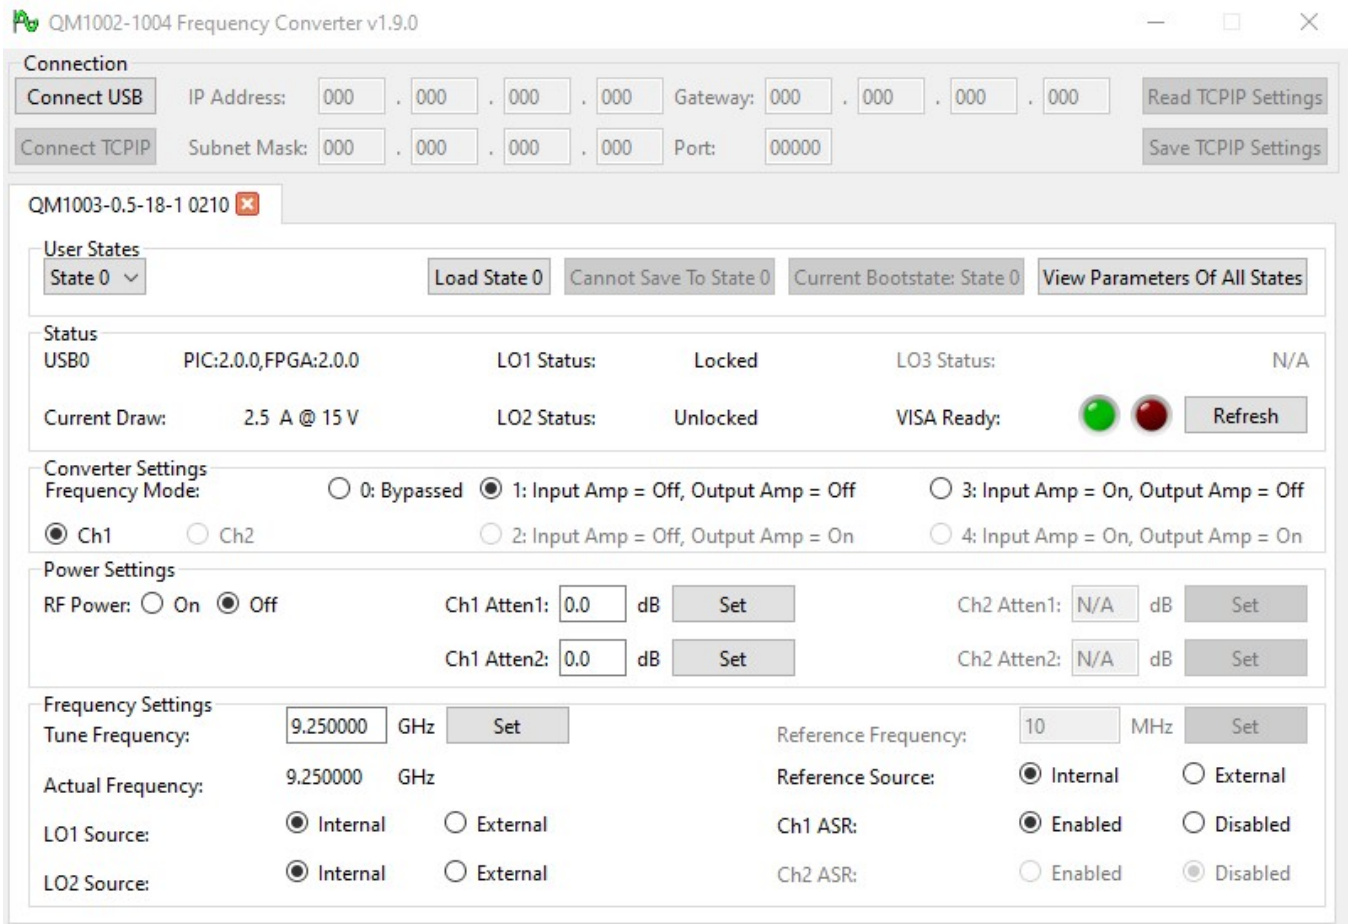 QM1002-1004 Frequency Converter v1.9.0
Connection
Connect USB IP Address: 000 . 000 . 000 . 000 Gateway: 000 . 000 . 000 . 000 Read TCPIP Settings
Connect TCPIP Subnet Mask: 000 . 000 . 000 . 000 Port: 00000 Save TCPIP Settings
QM1003-0.5-18-1 0210
User States
State 0 Load State 0 Cannot Save To State 0 Current Bootstate: State 0 View Parameters Of All States
Status
USB0 PIC:2.0.0,FPGA:2.0.0 LO1 Status: Locked LO3 Status: N/A
Current Draw: 2.5 A @ 15 V LO2 Status: Unlocked VISA Ready: Refresh
Converter Settings
Frequency Mode: 0: Bypassed 1: Input Amp = Off, Output Amp = Off 3: Input Amp = On, Output Amp = Off
Ch1 Ch2 2: Input Amp = Off, Output Amp = On 4: Input Amp = On, Output Amp = On
Power Settings
RF Power: On Off Ch1 Atten1: 0.0 dB Set Ch2 Atten1: N/A dB Set
Ch1 Atten2: 0.0 dB Set Ch2 Atten2: N/A dB Set
Frequency Settings
Tune Frequency: 9.250000 GHz Set Reference Frequency: 10 MHz Set
Actual Frequency: 9.250000 GHz Reference Source: Internal External
LO1 Source: Internal External Ch1 ASR: Enabled Disabled
LO2 Source: Internal External Ch2 ASR: Enabled Disabled